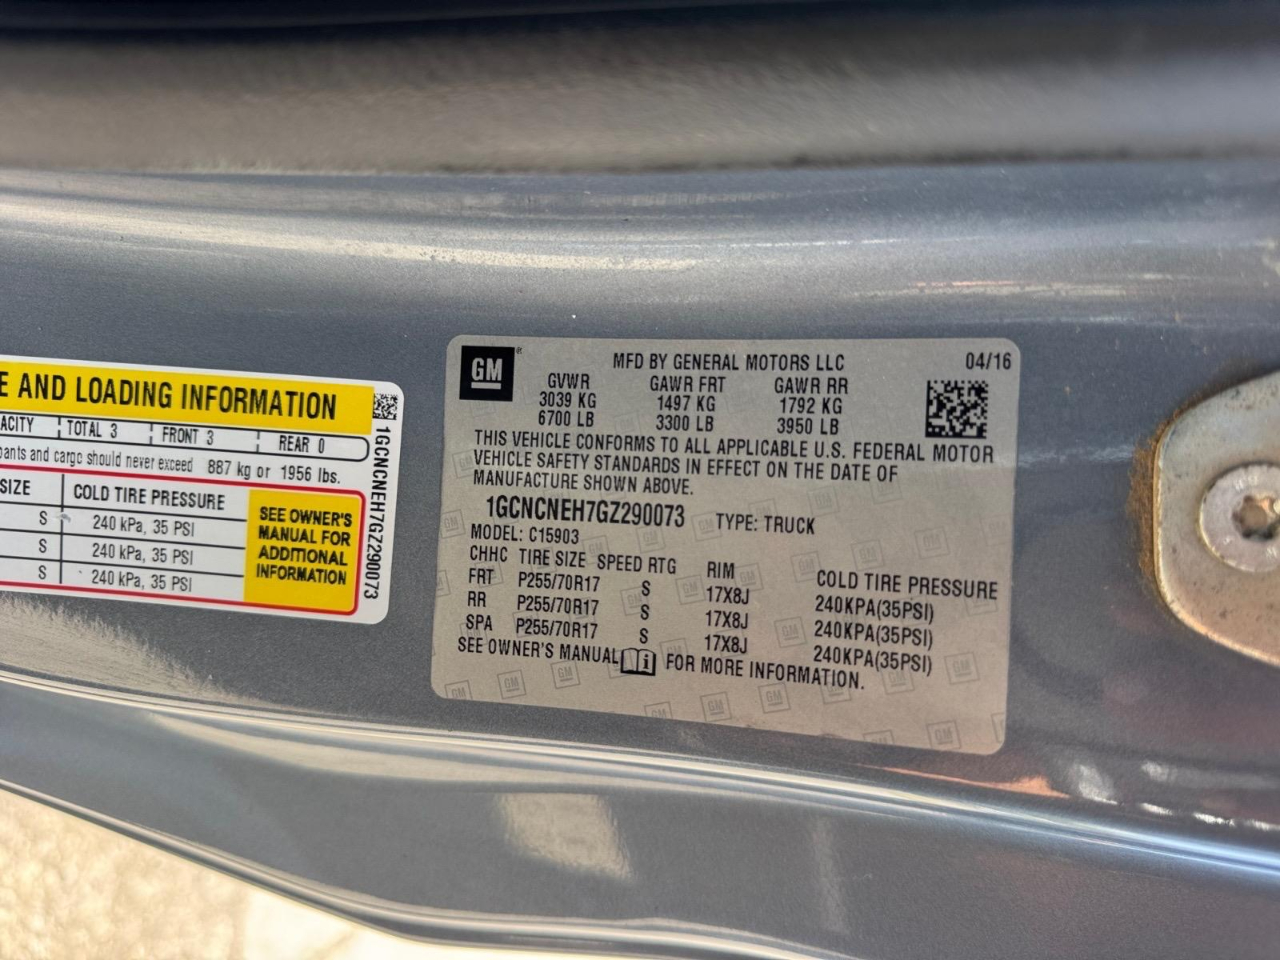 E AND LOADING INFORMATION
ACITY TOTAL 3 FRONT 3 REAR 0
pants and cargo should never exceed 887 kg or 1956 lbs.
SIZE COLD TIRE PRESSURE
S 240 kPa, 35 PSI
S 240 kPa, 35 PSI
S 240 kPa, 35 PSI
SEE OWNER'S
MANUAL FOR
ADDITIONAL
INFORMATION
1GCNCNEH7GZ290073
GM® MFD BY GENERAL MOTORS LLC 04/16
GVWR GAWR FRT GAWR RR
3039 KG 1497 KG 1792 KG
6700 LB 3300 LB 3950 LB
THIS VEHICLE CONFORMS TO ALL APPLICABLE U.S. FEDERAL MOTOR
VEHICLE SAFETY STANDARDS IN EFFECT ON THE DATE OF
MANUFACTURE SHOWN ABOVE.
1GCNCNEH7GZ290073 TYPE: TRUCK
MODEL: C15903
CHHC TIRE SIZE SPEED RTG RIM COLD TIRE PRESSURE
FRT P255/70R17 S 17X8J 240KPA(35PSI)
RR P255/70R17 S 17X8J 240KPA(35PSI)
SPA P255/70R17 S 17X8J 240KPA(35PSI)
SEE OWNER'S MANUAL FOR MORE INFORMATION.